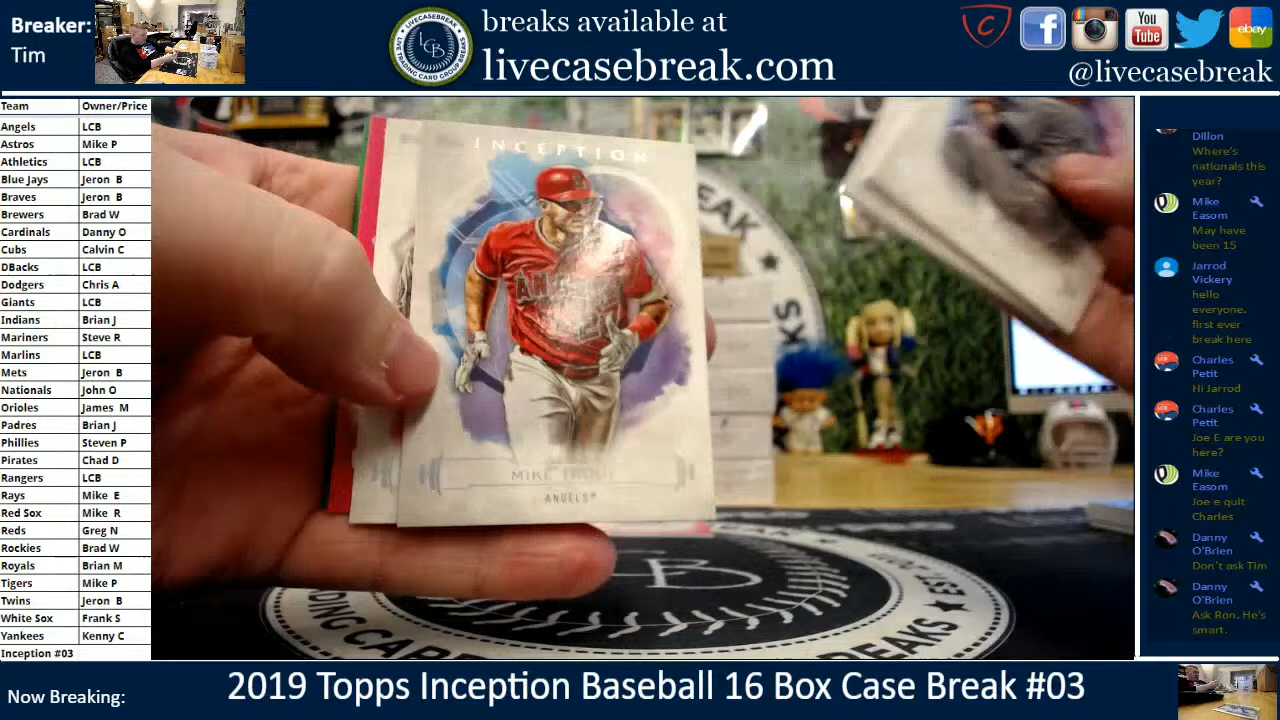 Breaker:
Tim
breaks available at
livecasebreak.com
You
Tube
ebay
@livecasebreak
LCB
Team Owner/Price
Angels LCB
Astros Mike P
Athletics LCB
Blue Jays Jeron B
Braves Jeron B
Brewers Brad W
Cardinals Danny O
Cubs Calvin C
DBacks LCB
Dodgers Chris A
Giants LCB
Indians Brian J
Mariners Steve R
Marlins LCB
Mets Jeron B
Nationals John O
Orioles James M
Padres Brian J
Phillies Steven P
Pirates Chad D
Rangers LCB
Rays Mike E
Red Sox Mike R
Reds Greg N
Rockies Brad W
Royals Brian M
Tigers Mike P
Twins Jeron B
White Sox Frank S
Yankees Kenny C
Inception #03
INCEPTION
MIKE TROUT
ANGELS
BREAK
BREAKS
Dillon
Where's
nationals this
year?
Mike
Easom
May have
been 15
Jarrod
Vickery
hello
everyone.
first ever
break here
Charles
Petit
Hi Jarrod
Charles
Petit
Joe E are you
here?
Mike
Easom
Joe e quit
Charles
Danny
O'Brien
Don't ask Tim
Danny
O'Brien
Ask Ron. He's
smart.
Now Breaking:
2019 Topps Inception Baseball 16 Box Case Break #03